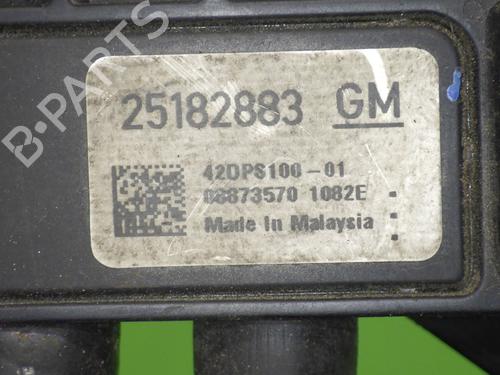 B-PARTS
25182883 GM
42DPS100-01
08873570 1082E
Made In Malaysia